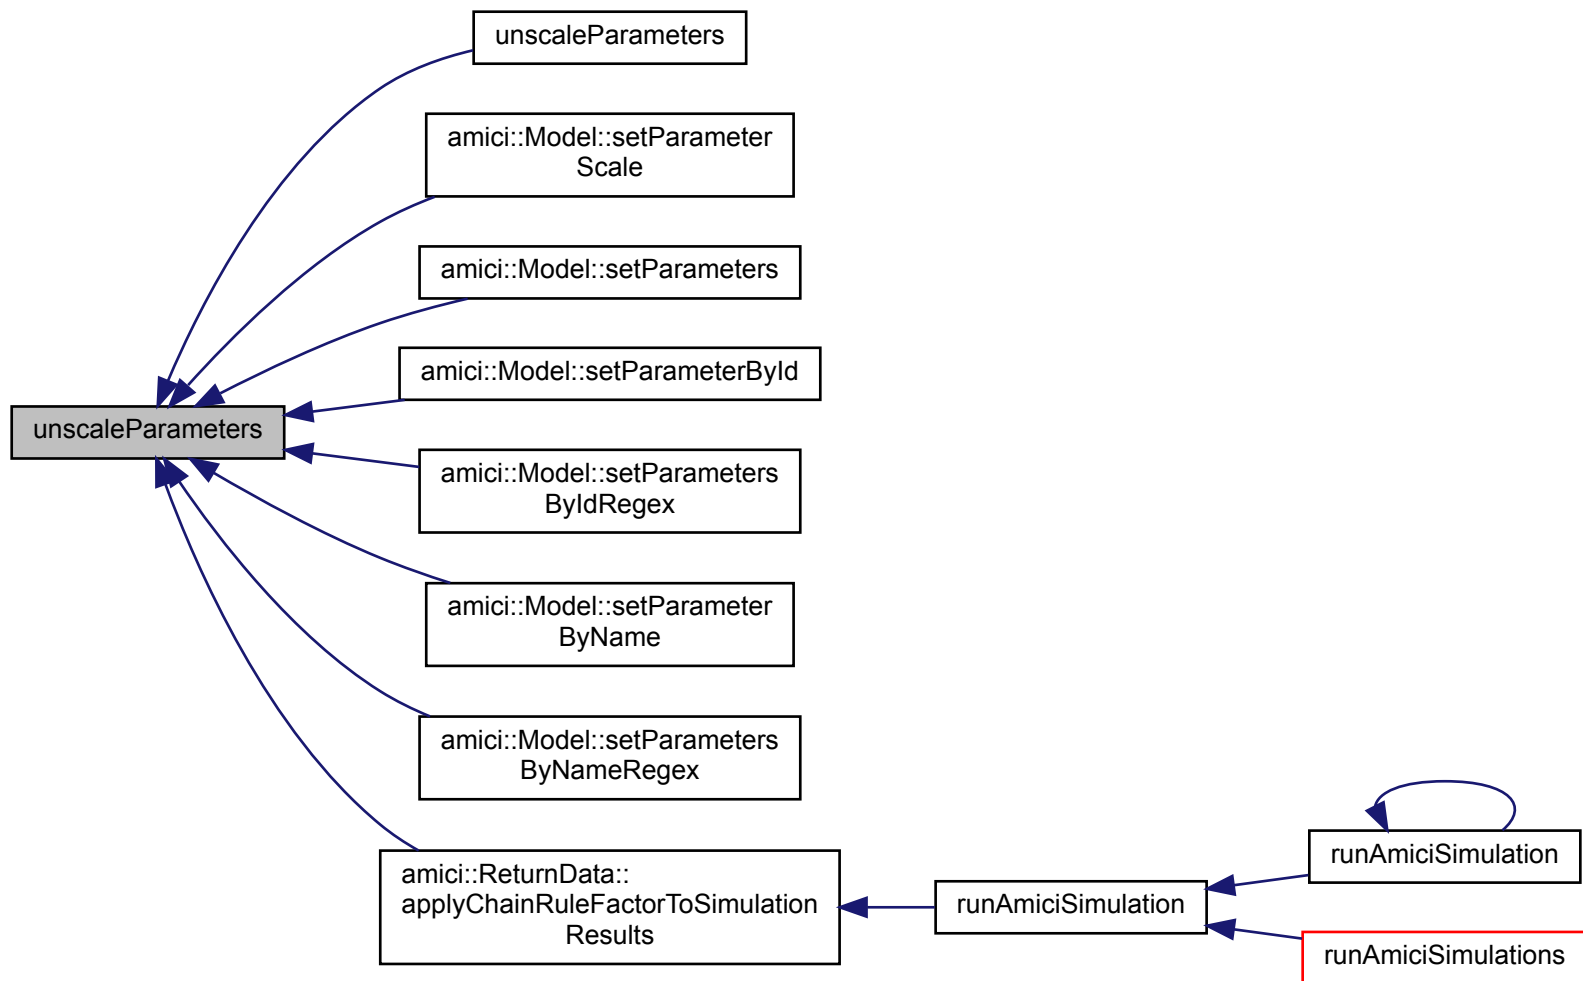 unscaleParameters
amici::Model::setParameter
Scale
amici::Model::setParameters
amici::Model::setParameterById
unscaleParameters
amici::Model::setParameters
ByIdRegex
amici::Model::setParameter
ByName
amici::Model::setParameters
ByNameRegex
amici::ReturnData::
applyChainRuleFactorToSimulation
Results
runAmiciSimulation
runAmiciSimulation
runAmiciSimulations